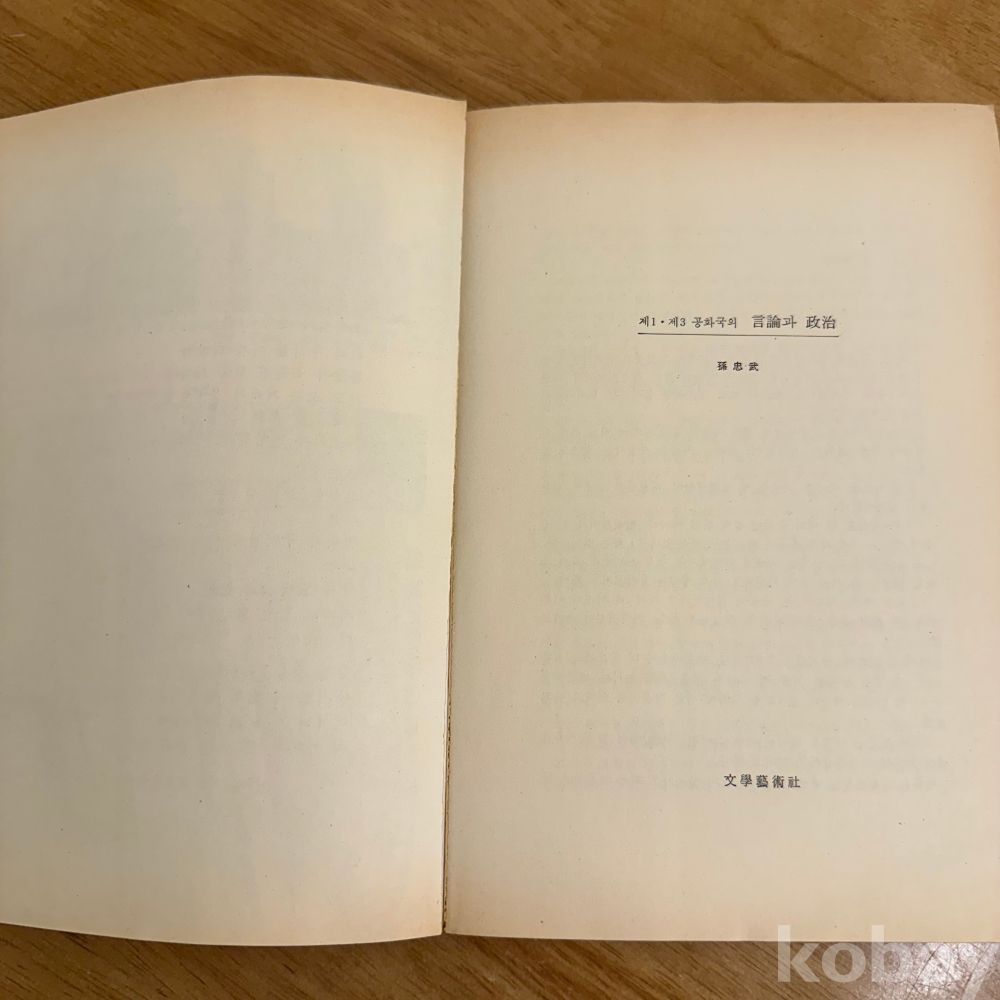 제1·제3 공화국의 言論과 政治
孫忠武
文學藝術社
kobay